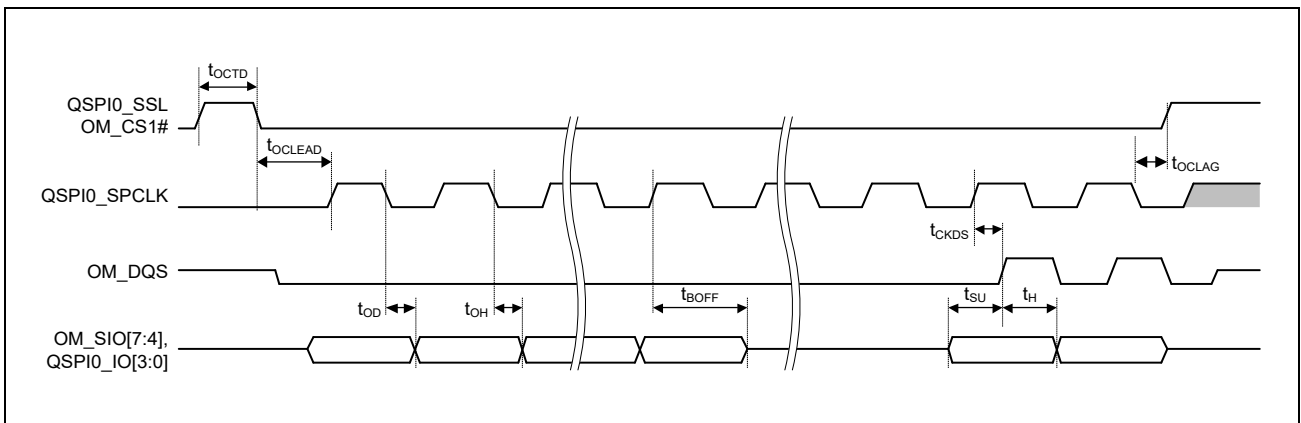 tOCTD
QSPI0_SSL
OM_CS1#
tOCLEAD
tOCLAG
QSPI0_SPCLK
tCKDS
OM_DQS
tOD
tOH
tBOFF
tSU
tH
OM_SIO[7:4],
QSPI0_IO[3:0]